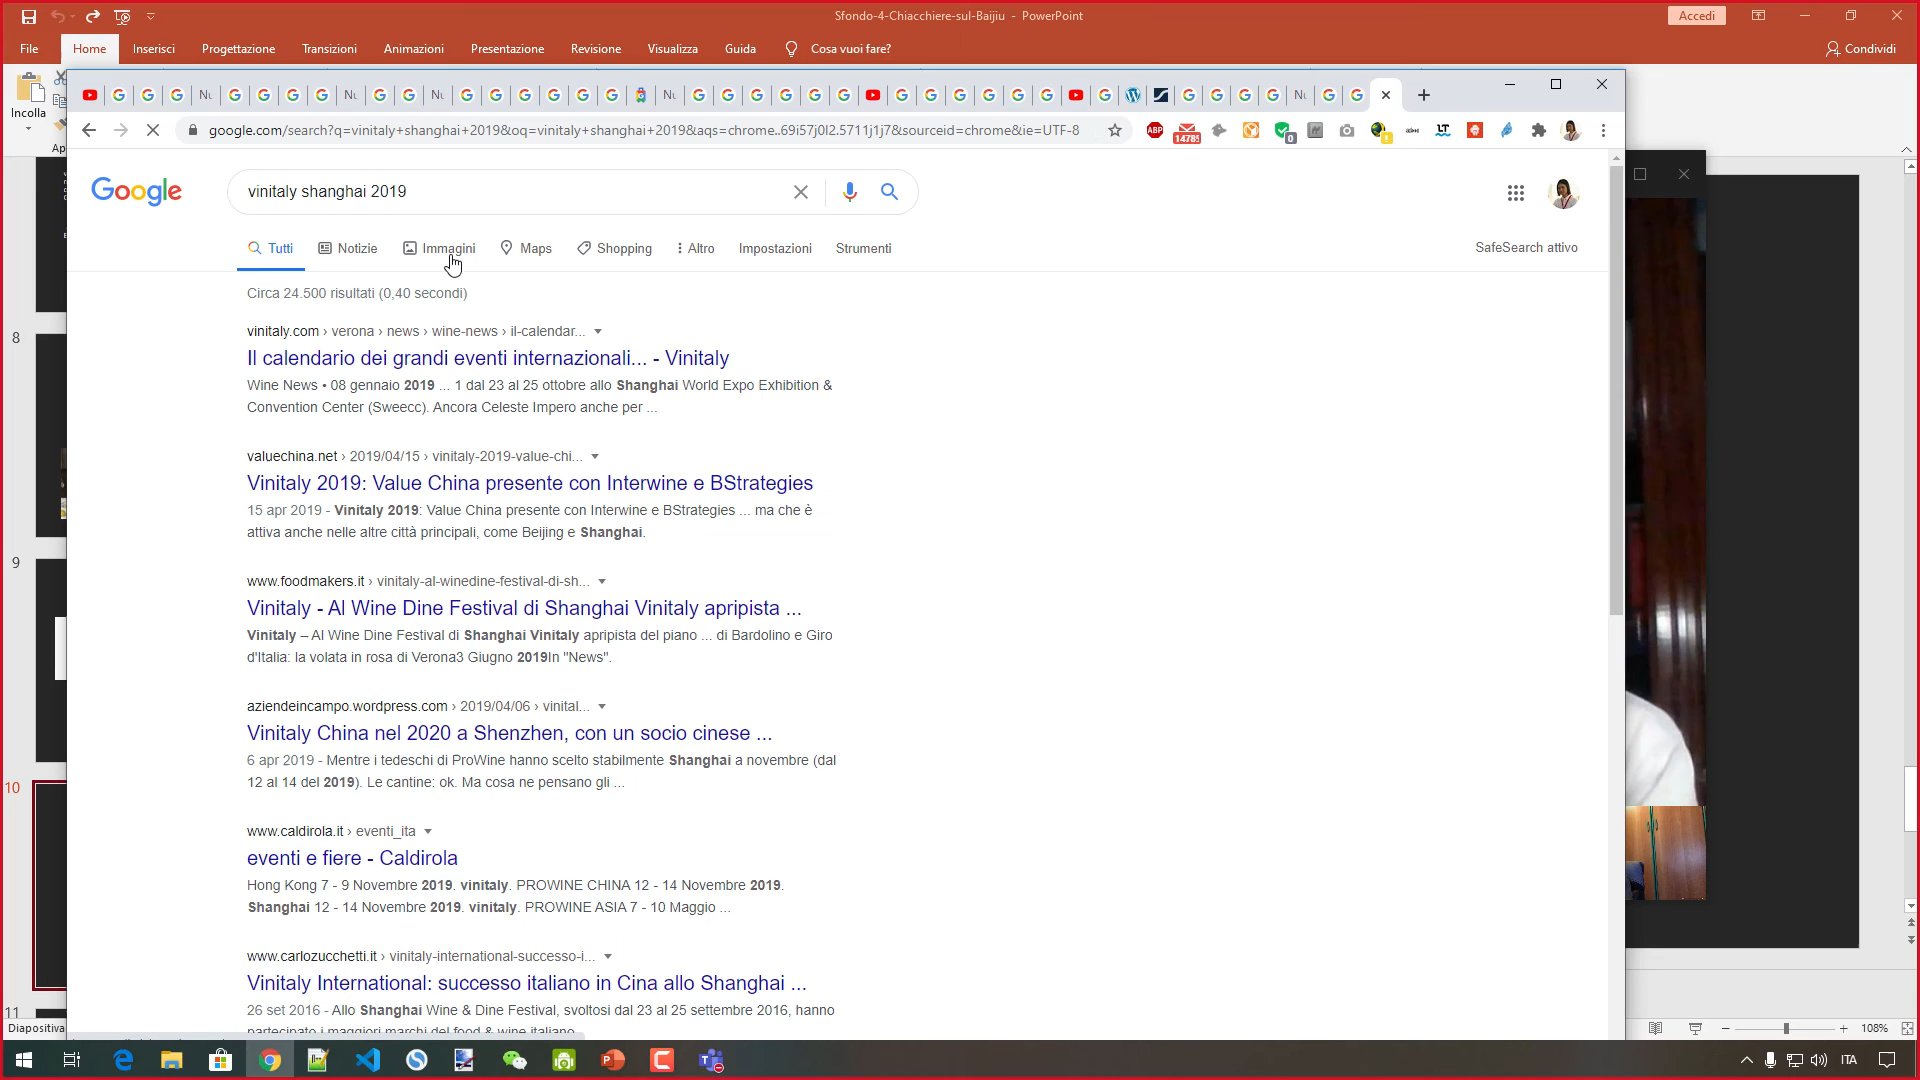 Sfondo-4-Chiacchiere-sul-Baijiu - PowerPoint
Accedi
File
Home
Inserisci
Progettazione
Transizioni
Animazioni
Presentazione
Revisione
Visualizza
Guida
Cosa vuoi fare?
Condividi
Incolla
google.com/search?q=vinitaly+shanghai+2019&oq=vinitaly+shanghai+2019&aqs=chrome..69i57j0l2.5711j1j7&sourceid=chrome&ie=UTF-8
ABP
14785
0
LT
Google
vinitaly shanghai 2019
Tutti
Notizie
Immagini
Maps
Shopping
Altro
Impostazioni
Strumenti
SafeSearch attivo
Circa 24.500 risultati (0,40 secondi)
vinitaly.com › verona › news › wine-news › il-calendar...
Il calendario dei grandi eventi internazionali... - Vinitaly
Wine News • 08 gennaio 2019 ... 1 dal 23 al 25 ottobre allo Shanghai World Expo Exhibition &
Convention Center (Sweecc). Ancora Celeste Impero anche per ...
valuechina.net › 2019/04/15 › vinitaly-2019-value-chi...
Vinitaly 2019: Value China presente con Interwine e BStrategies
15 apr 2019 - Vinitaly 2019: Value China presente con Interwine e BStrategies ... ma che è
attiva anche nelle altre città principali, come Beijing e Shanghai.
www.foodmakers.it › vinitaly-al-winedine-festival-di-sh...
Vinitaly - Al Wine Dine Festival di Shanghai Vinitaly apripista ...
Vinitaly – Al Wine Dine Festival di Shanghai Vinitaly apripista del piano ... di Bardolino e Giro
d'Italia: la volata in rosa di Verona3 Giugno 2019In "News".
aziendeincampo.wordpress.com › 2019/04/06 › vinital...
Vinitaly China nel 2020 a Shenzhen, con un socio cinese ...
6 apr 2019 - Mentre i tedeschi di ProWine hanno scelto stabilmente Shanghai a novembre (dal
12 al 14 del 2019). Le cantine: ok. Ma cosa ne pensano gli ...
www.caldirola.it › eventi_ita
eventi e fiere - Caldirola
Hong Kong 7 - 9 Novembre 2019. vinitaly. PROWINE CHINA 12 - 14 Novembre 2019.
Shanghai 12 - 14 Novembre 2019. vinitaly. PROWINE ASIA 7 - 10 Maggio ...
www.carlozucchetti.it › vinitaly-international-successo-i...
Vinitaly International: successo italiano in Cina allo Shanghai ...
26 set 2016 - Allo Shanghai Wine & Dine Festival, svoltosi dal 23 al 25 settembre 2016, hanno
partecipato i maggiori marchi del food & wine italiano
8
9
10
11
Diapositiva
108%
ITA